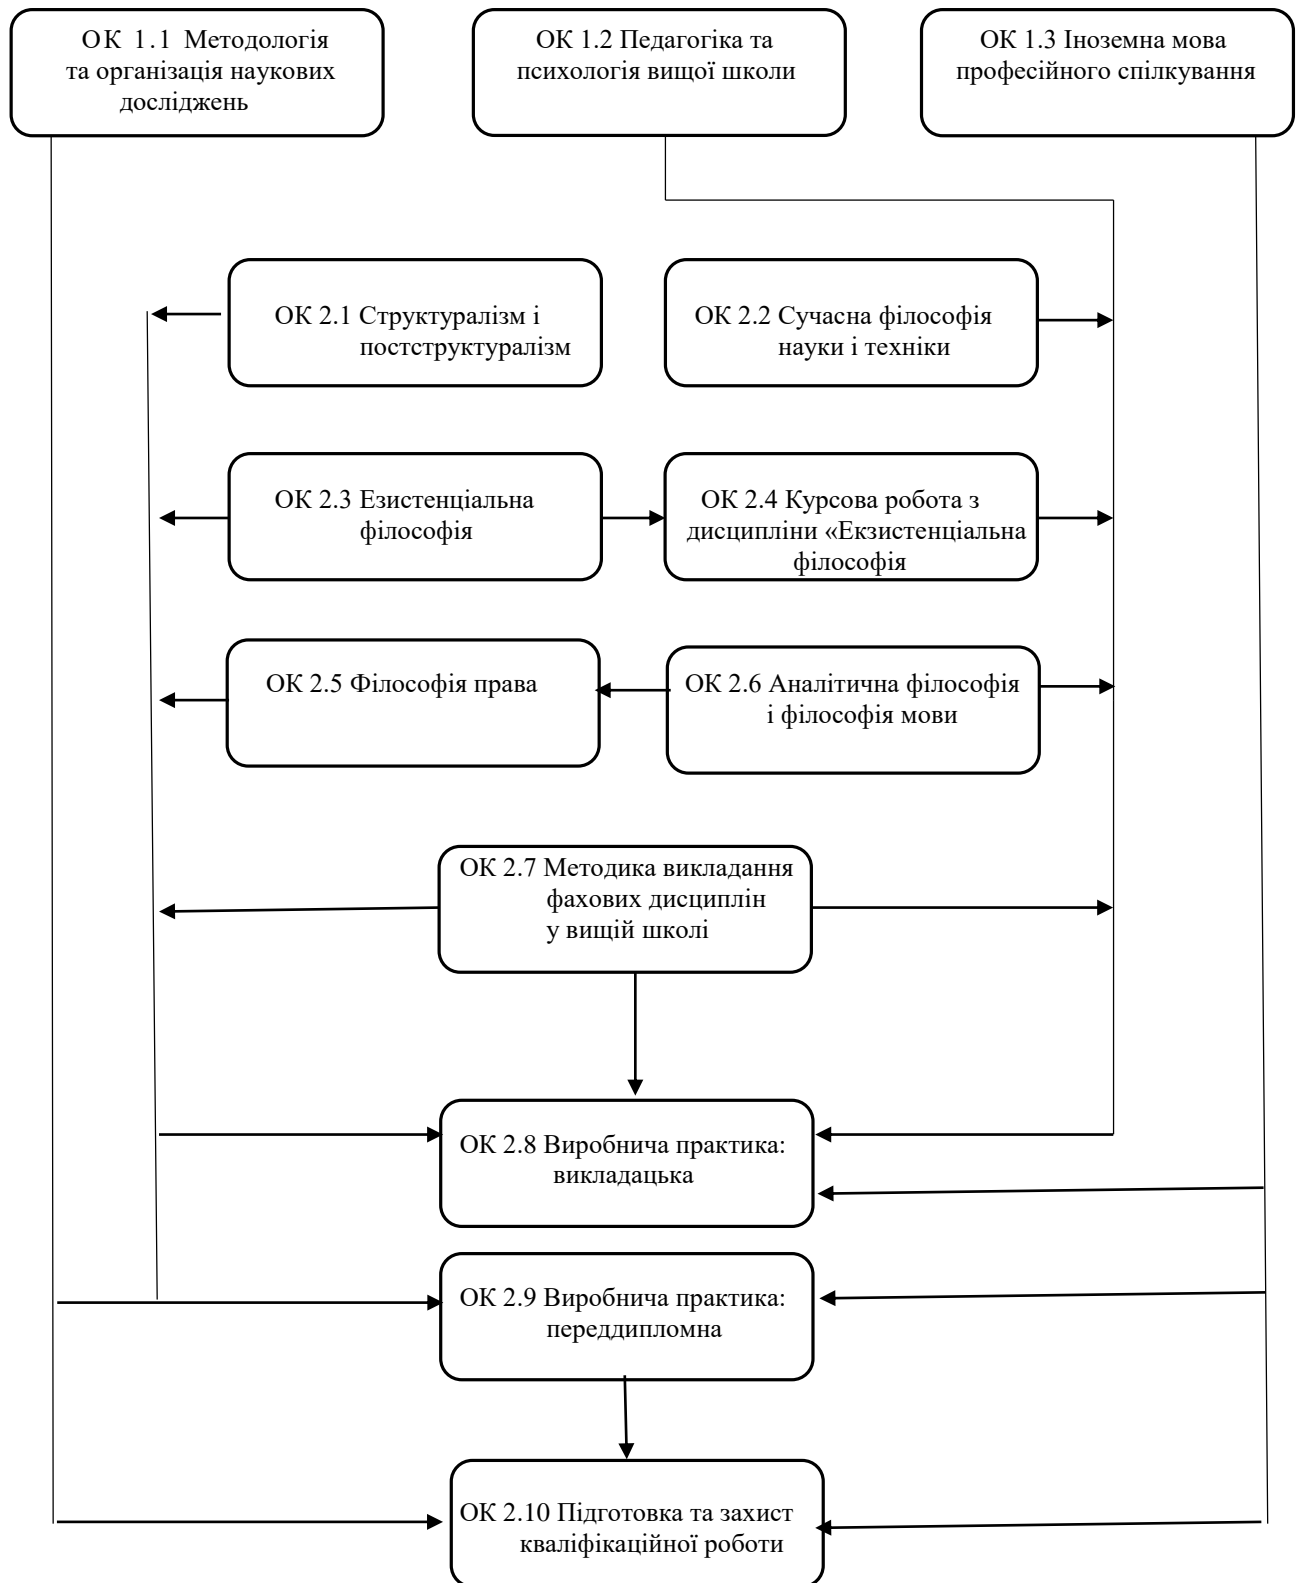 ОК 1.1 Методологія
та організація наукових
досліджень
ОК 1.2 Педагогіка та
психологія вищої школи
ОК 1.3 Іноземна мова
професійного спілкування
ОК 2.1 Структуралізм і
постструктуралізм
ОК 2.2 Сучасна філософія
науки і техніки
ОК 2.3 Езистенціальна
філософія
ОК 2.4 Курсова робота з
дисципліни «Екзистенціальна
філософія
ОК 2.5 Філософія права
ОК 2.6 Аналітична філософія
і філософія мови
ОК 2.7 Методика викладання
фахових дисциплін
у вищій школі
ОК 2.8 Виробнича практика:
викладацька
ОК 2.9 Виробнича практика:
переддипломна
ОК 2.10 Підготовка та захист
кваліфікаційної роботи